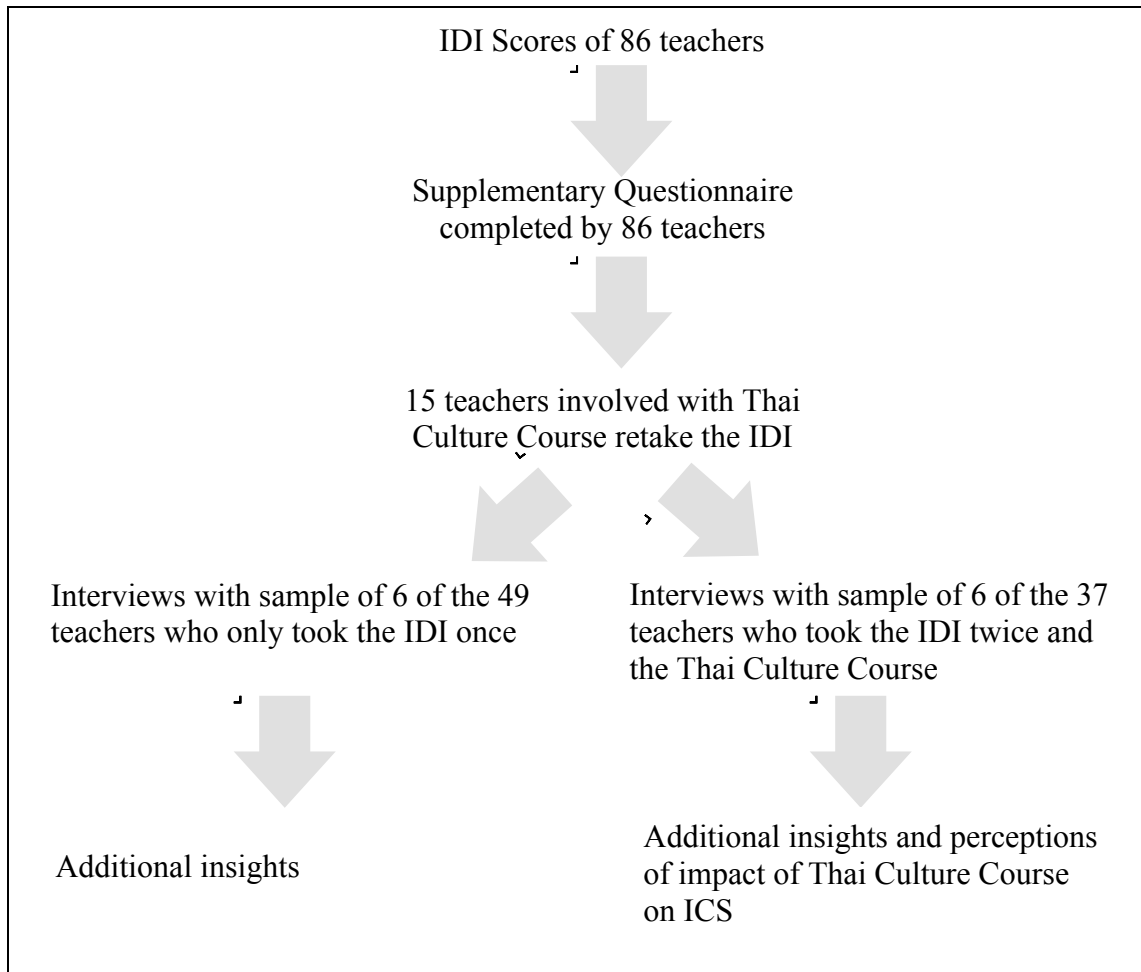 IDI Scores of 86 teachers
Supplementary Questionnaire
completed by 86 teachers
15 teachers involved with Thai
Culture Course retake the IDI
Interviews with sample of 6 of the 49
teachers who only took the IDI once
Interviews with sample of 6 of the 37
teachers who took the IDI twice and
the Thai Culture Course
Additional insights
Additional insights and perceptions
of impact of Thai Culture Course
on ICS